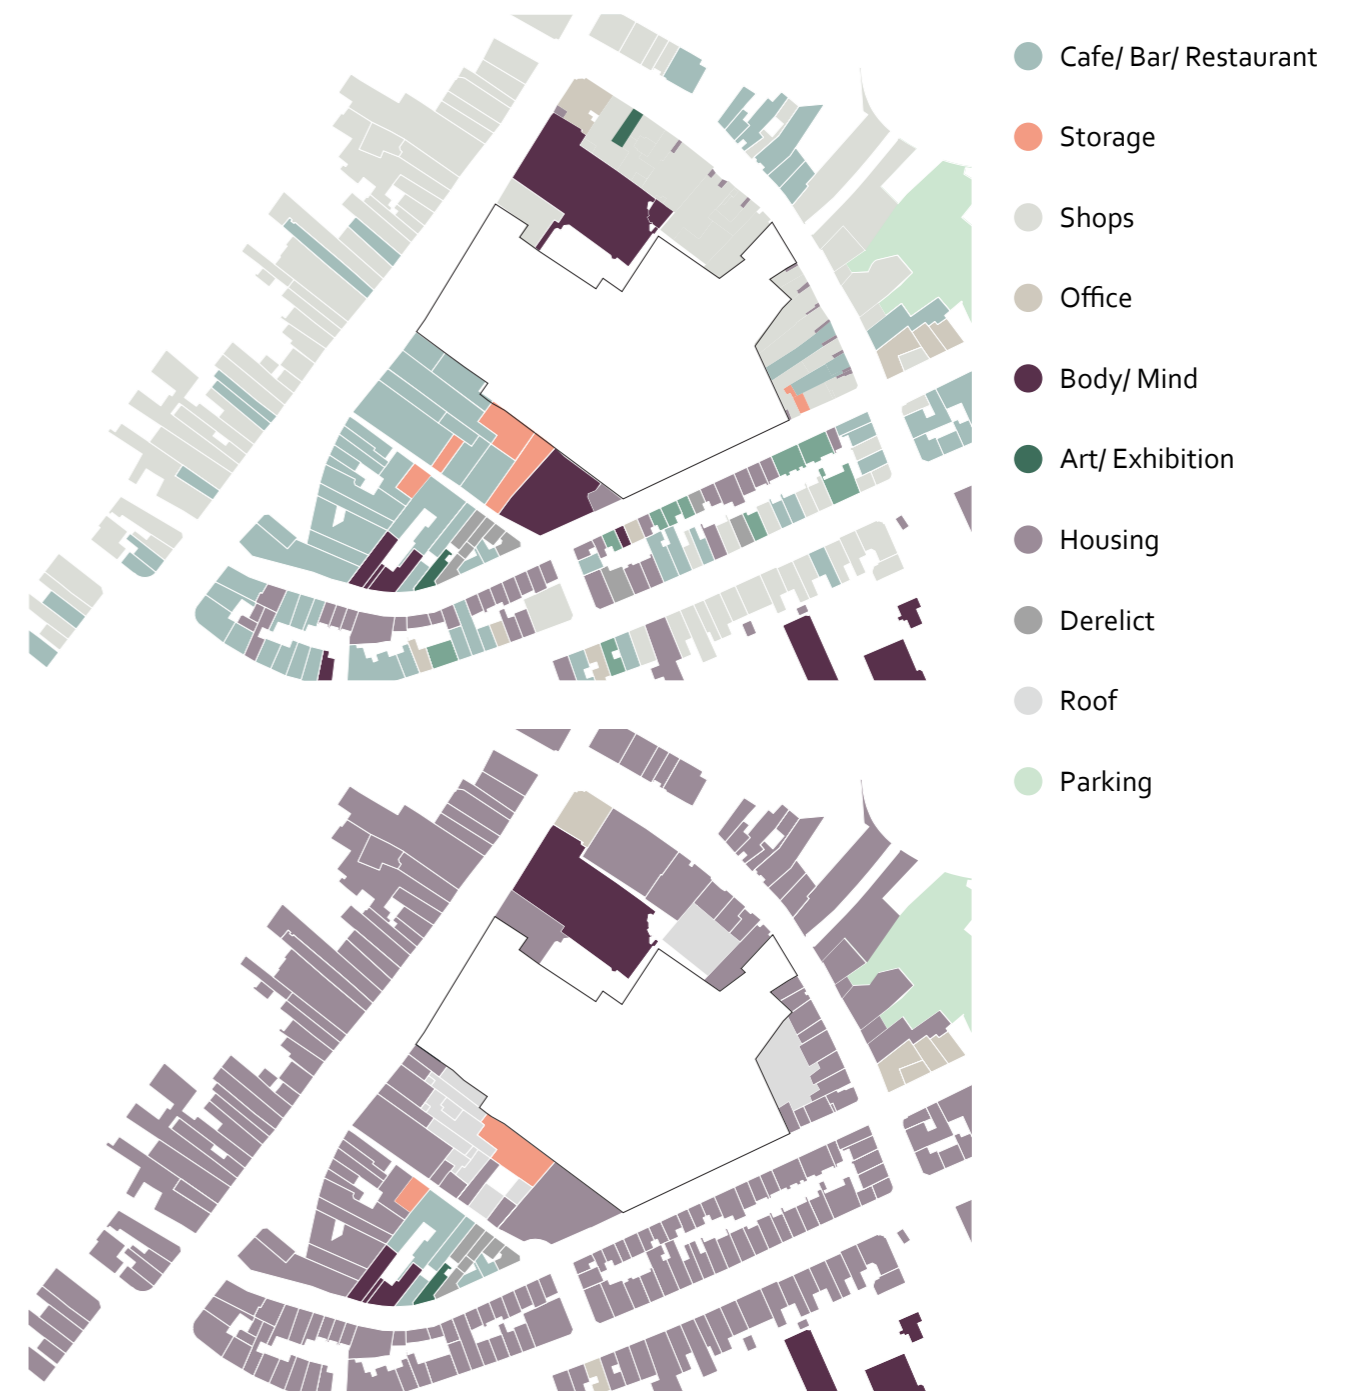 Cafe/ Bar/ Restaurant
Storage
Shops
Office
Body/ Mind
Art/ Exhibition
Housing
Derelict
Roof
Parking